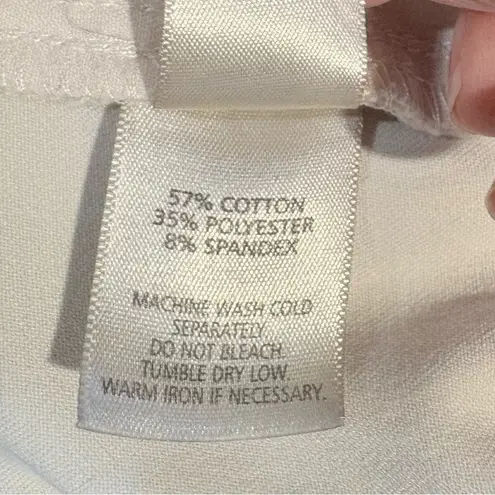 57% COTTON
35% POLYESTER
8% SPANDEX
MACHINE WASH COLD
SEPARATELY.
DO NOT BLEACH.
TUMBLE DRY LOW.
WARM IRON IF NECESSARY.